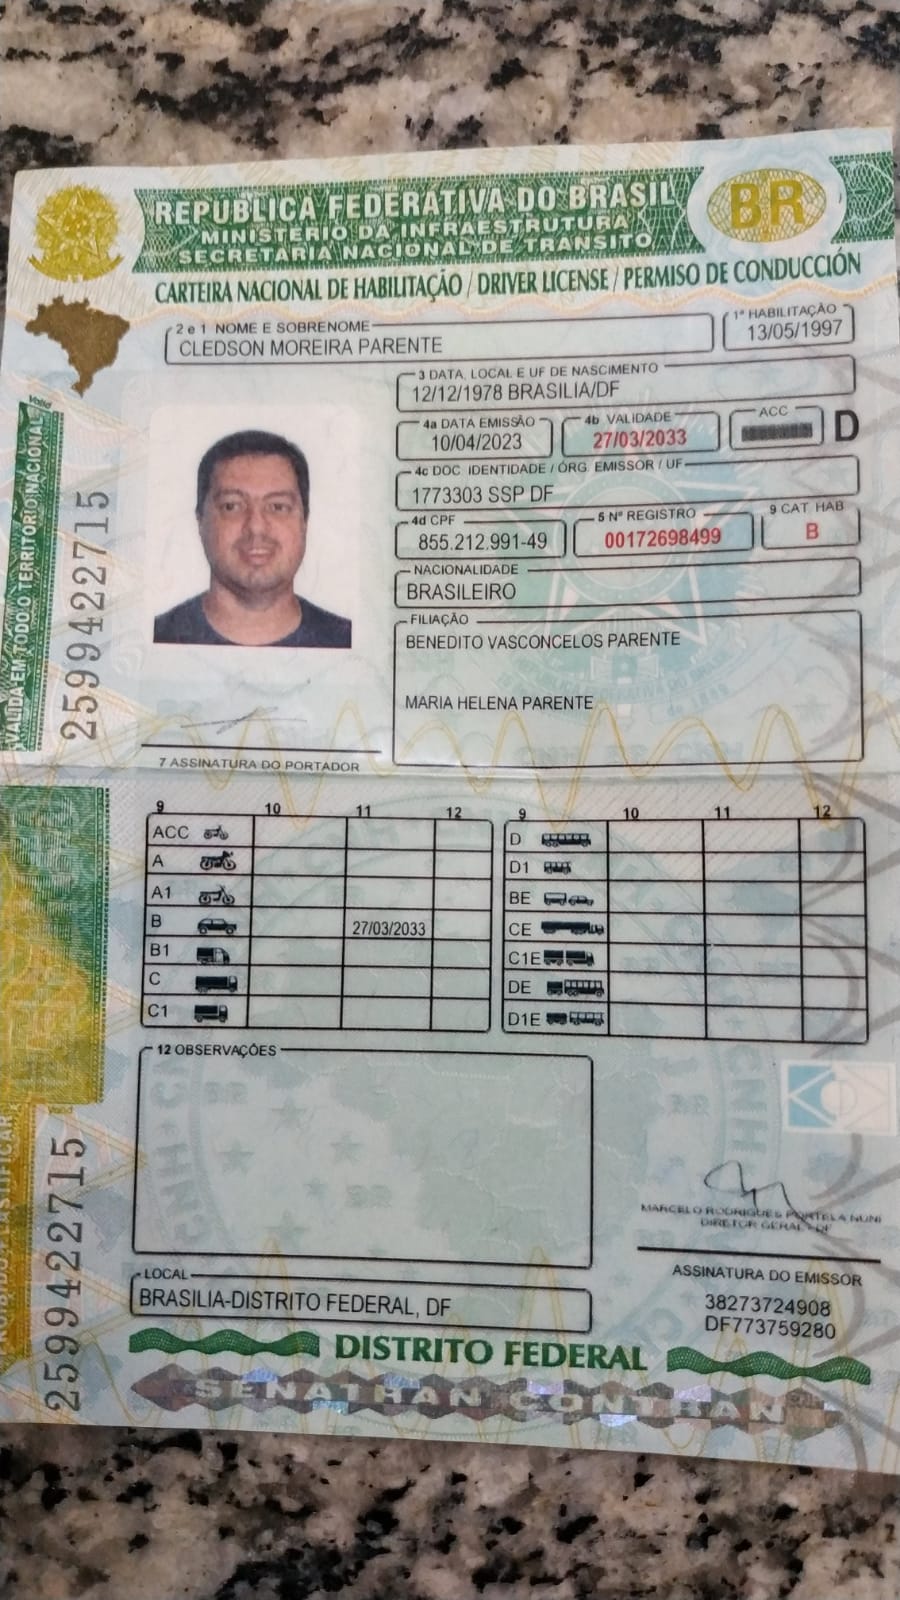 REPÚBLICA FEDERATIVA DO BRASIL
MINISTÉRIO DA INFRAESTRUTURA
SECRETARIA NACIONAL DE TRÂNSITO
BR
CARTEIRA NACIONAL DE HABILITAÇÃO / DRIVER LICENSE / PERMISO DE CONDUCCIÓN
2 e 1 NOME E SOBRENOME
CLEDSON MOREIRA PARENTE
1ª HABILITAÇÃO
13/05/1997
3 DATA, LOCAL E UF DE NASCIMENTO
12/12/1978 BRASILIA/DF
4a DATA EMISSÃO
10/04/2023
4b VALIDADE
27/03/2033
ACC
D
4c DOC IDENTIDADE / ÓRG. EMISSOR / UF
1773303 SSP DF
4d CPF
855.212.991-49
5 Nº REGISTRO
00172698499
9 CAT HAB
B
NACIONALIDADE
BRASILEIRO
FILIAÇÃO
BENEDITO VASCONCELOS PARENTE
MARIA HELENA PARENTE
7 ASSINATURA DO PORTADOR
VÁLIDA EM TODO O TERRITÓRIO NACIONAL
2599422715
9 10 11 12
ACC
A
A1
B 27/03/2033
B1
C
C1
9 10 11 12
D
D1
BE
CE
C1E
DE
D1E
12 OBSERVAÇÕES
2599422715
MARCELO RODRIGUES PORTELA NUNI
DIRETOR GERAL - DF
ASSINATURA DO EMISSOR
38273724908
DF773759280
LOCAL
BRASILIA-DISTRITO FEDERAL, DF
DISTRITO FEDERAL
SENATRAN CONTRAN